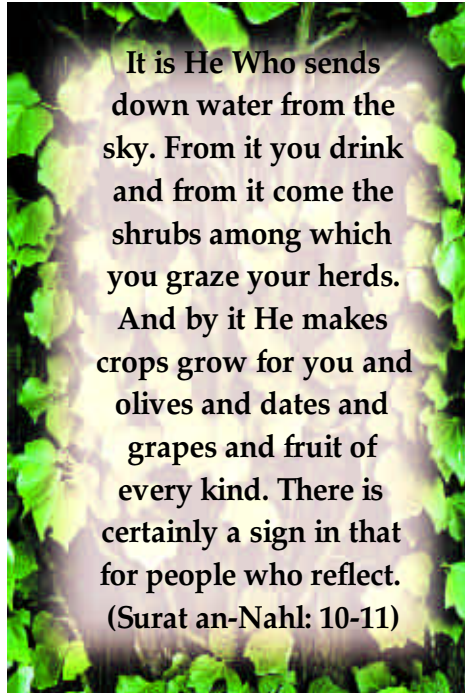 It is He Who sends
down water from the
sky. From it you drink
and from it come the
shrubs among which
you graze your herds.
And by it He makes
crops grow for you and
olives and dates and
grapes and fruit of
every kind. There is
certainly a sign in that
for people who reflect.
(Surat an-Nahl: 10-11)